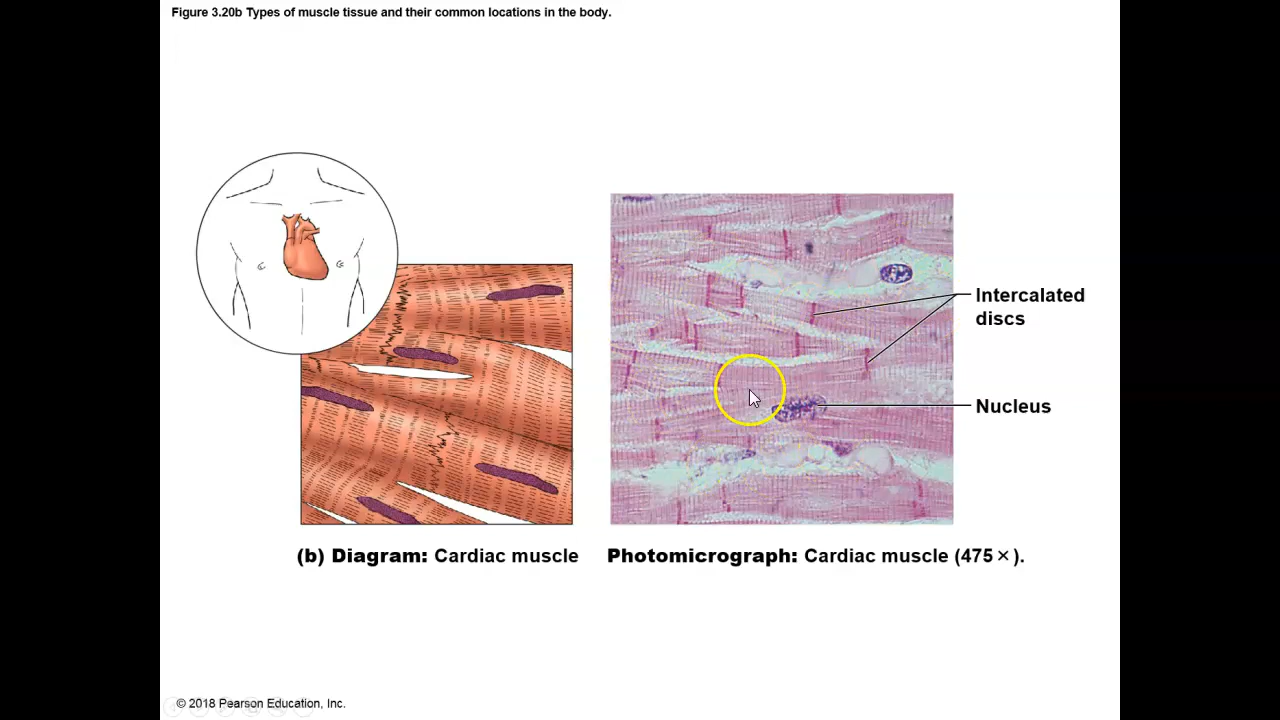 Figure 3.20b Types of muscle tissue and their common locations in the body.
Intercalated
discs
Nucleus
(b) Diagram: Cardiac muscle
Photomicrograph: Cardiac muscle (475×).
© 2018 Pearson Education, Inc.